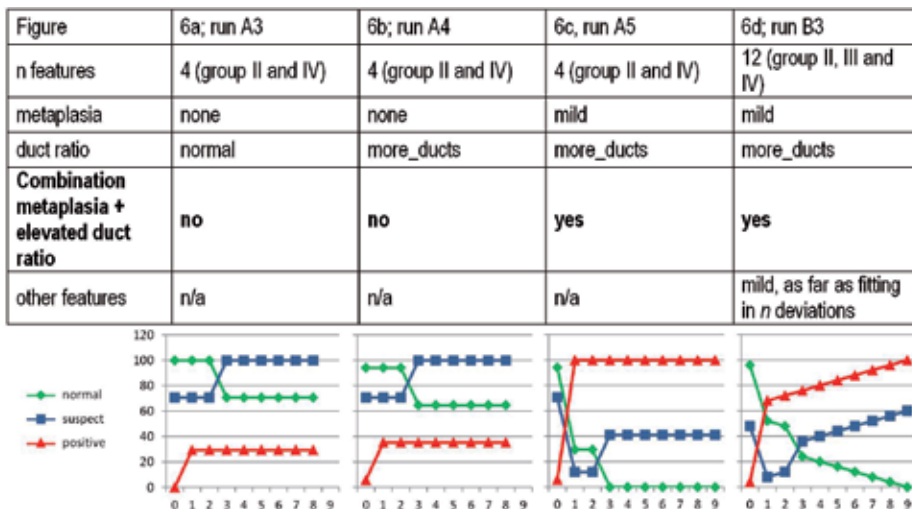 Figure 6a; run A3 6b; run A4 6c, run A5 6d; run B3
n features 4 (group II and IV) 4 (group II and IV) 4 (group II and IV) 12 (group II, III and IV)
metaplasia none none mild mild
duct ratio normal more_ducts more_ducts more_ducts
Combination metaplasia + elevated duct ratio no no yes yes
other features n/a n/a n/a mild, as far as fitting in n deviations
120
100
80
60
40
20
0
normal
suspect
positive
0 1 2 3 4 5 6 7 8 9 0 1 2 3 4 5 6 7 8 9 0 1 2 3 4 5 6 7 8 9 0 1 2 3 4 5 6 7 8 9